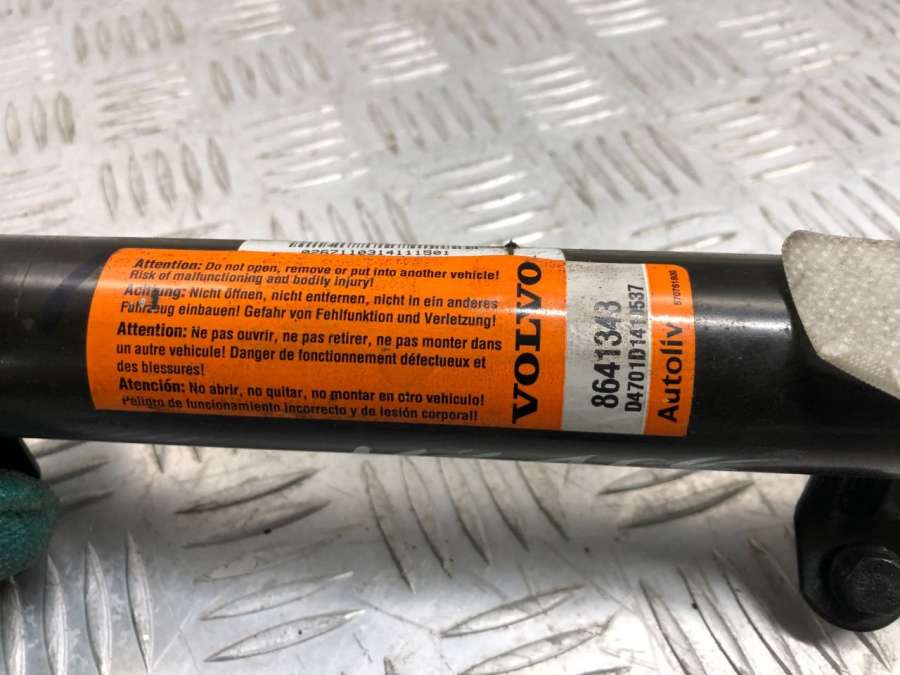 0267110314111501
Attention: Do not open, remove or put into another vehicle!
Risk of malfunctioning and bodily injury!
Achtung: Nicht öffnen, nicht entfernen, nicht in ein anderes
Fahrzeug einbauen! Gefahr von Fehlfunktion und Verletzung!
Attention: Ne pas ouvrir, ne pas retirer, ne pas monter dans
un autre vehicule! Danger de fonctionnement défectueux et
des blessures!
Atención: No abrir, no quitar, no montar en otro vehículo!
Peligro de funcionamiento incorrecto y de lesión corporal!
VOLVO
8641343
D4701D1411J537
Autoliv